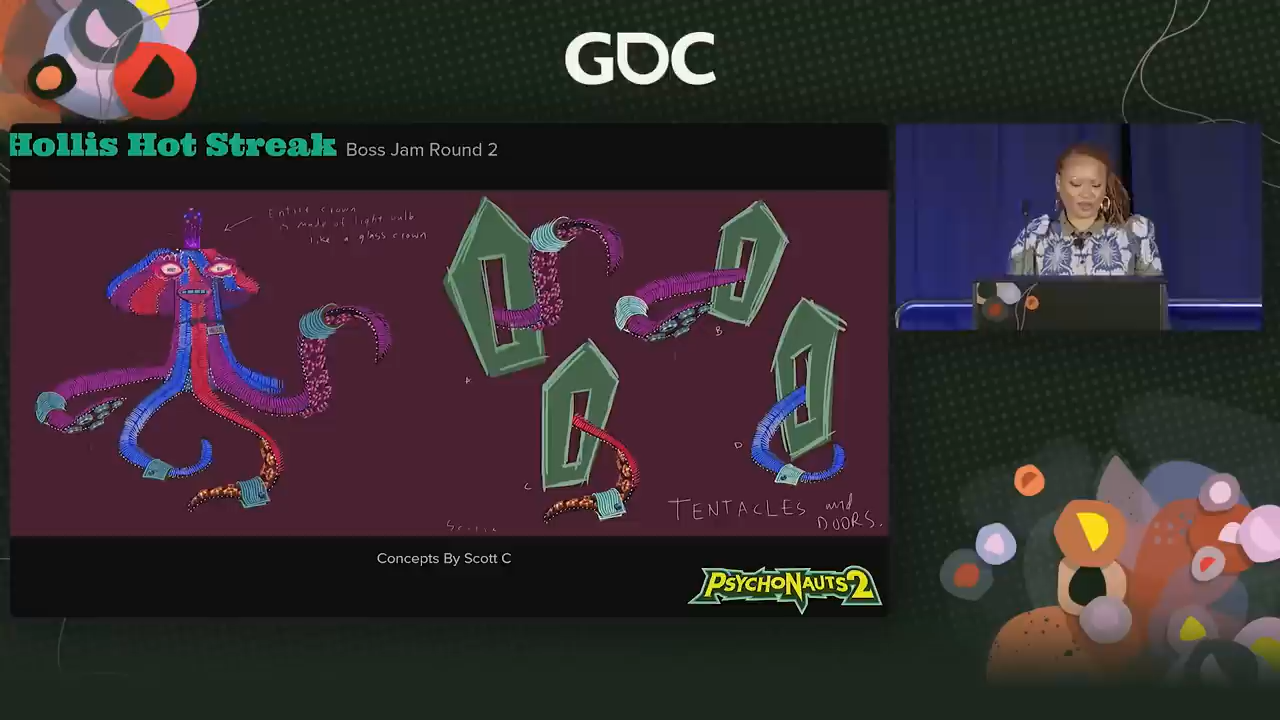 GDC
Hollis Hot Streak Boss Jam Round 2
Entire crown
is made of light bulb
like a glass crown
A
B
C
D
TENTACLES and
DOORS.
Concepts By Scott C
PSYCHONAUTS 2